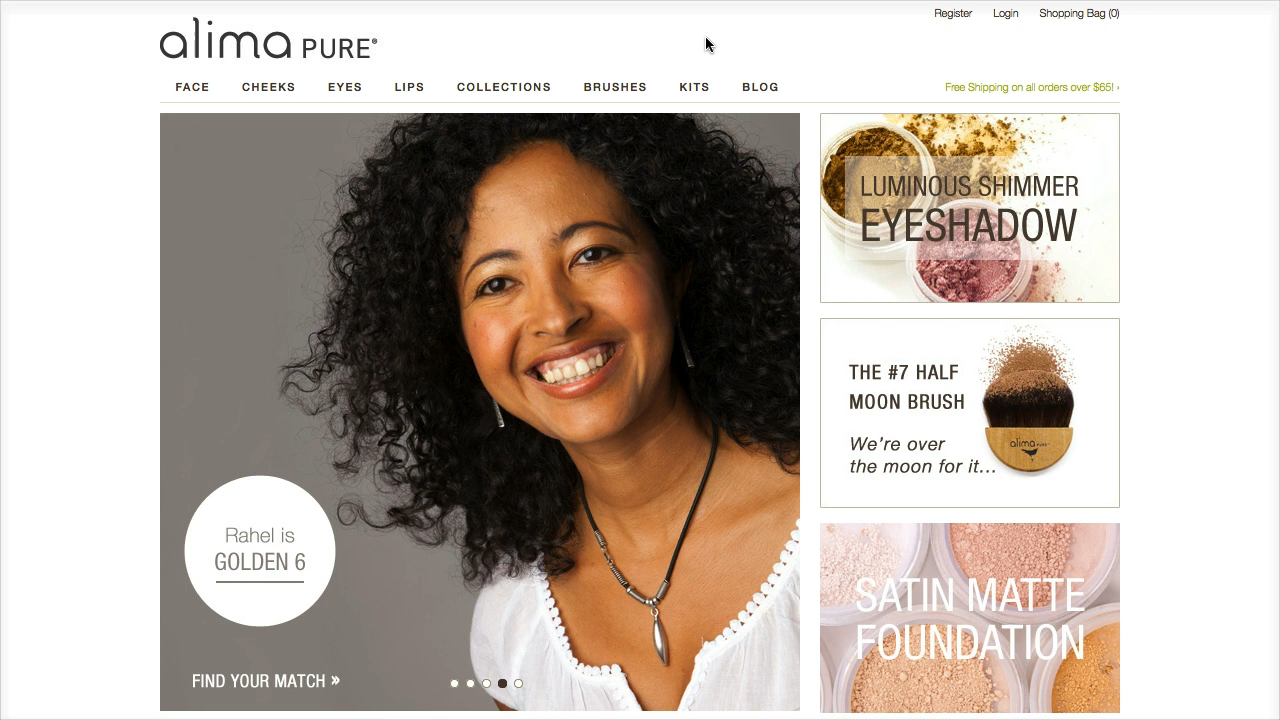 Register Login Shopping Bag (0)
alima PURE®
FACE CHEEKS EYES LIPS COLLECTIONS BRUSHES KITS BLOG
Free Shipping on all orders over $65! ›
Rahel is
GOLDEN 6
FIND YOUR MATCH »
LUMINOUS SHIMMER
EYESHADOW
THE #7 HALF
MOON BRUSH
We're over
the moon for it...
alima PURE
SATIN MATTE
FOUNDATION